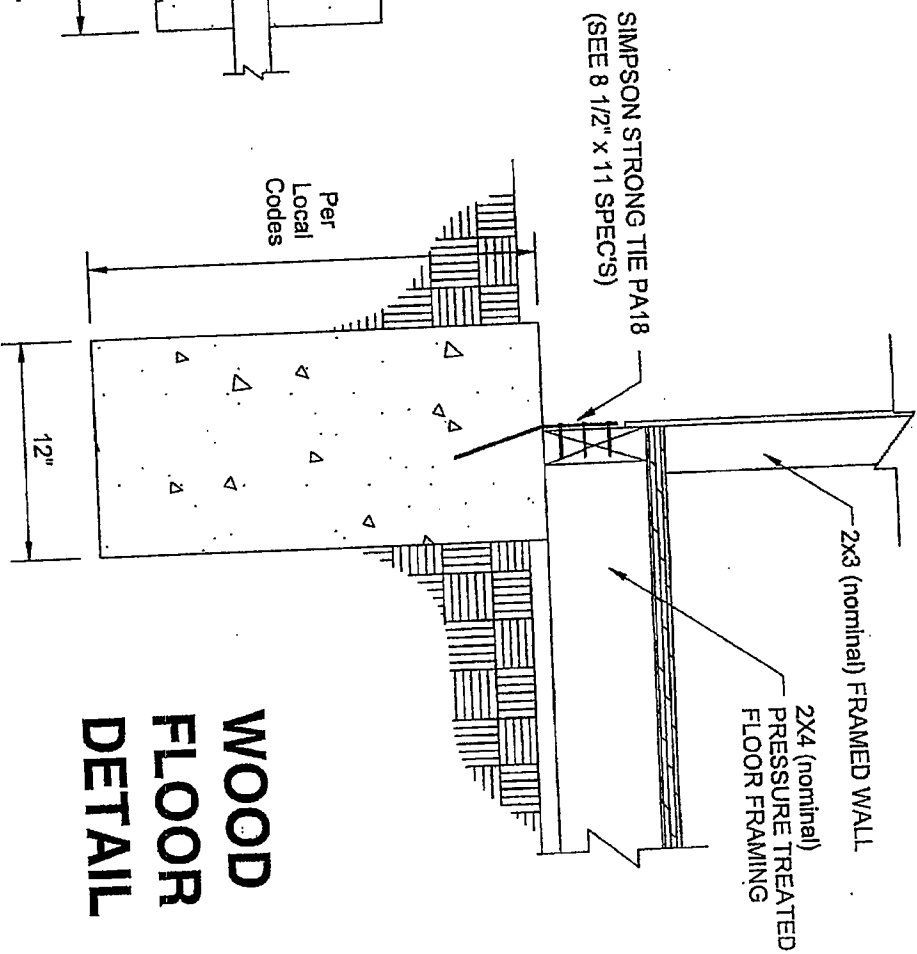 2x3 (nominal) FRAMED WALL
2X4 (nominal)
PRESSURE TREATED
FLOOR FRAMING
SIMPSON STRONG TIE PA18
(SEE 8 1/2" x 11 SPEC'S)
Per
Local
Codes
12"
WOOD
FLOOR
DETAIL